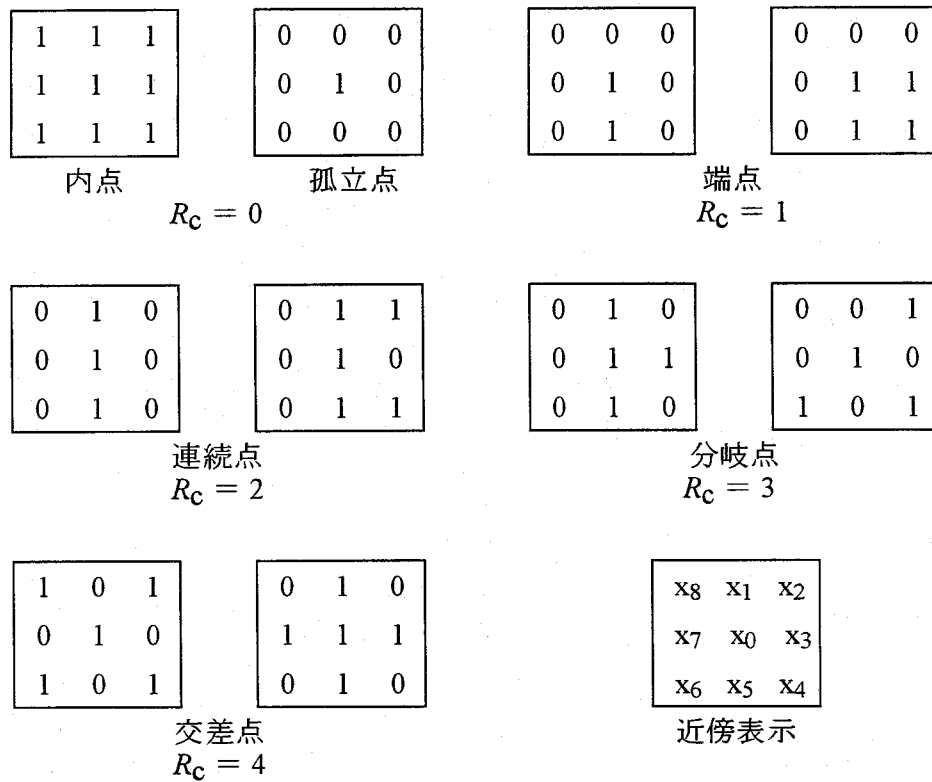 1 1 1 0 0 0 0 0 0 0 0 0
1 1 1 0 1 0 0 1 0 0 1 1
1 1 1 0 0 0 0 1 0 0 1 1
内点 孤立点 端点
Rc = 0 Rc = 1
0 1 0 0 1 1 0 1 0 0 0 1
0 1 0 0 1 0 0 1 1 0 1 0
0 1 0 0 1 1 0 1 0 1 0 1
連続点 分岐点
Rc = 2 Rc = 3
1 0 1 0 1 0 x8 x1 x2
0 1 0 1 1 1 x7 x0 x3
1 0 1 0 1 0 x6 x5 x4
交差点 近傍表示
Rc = 4